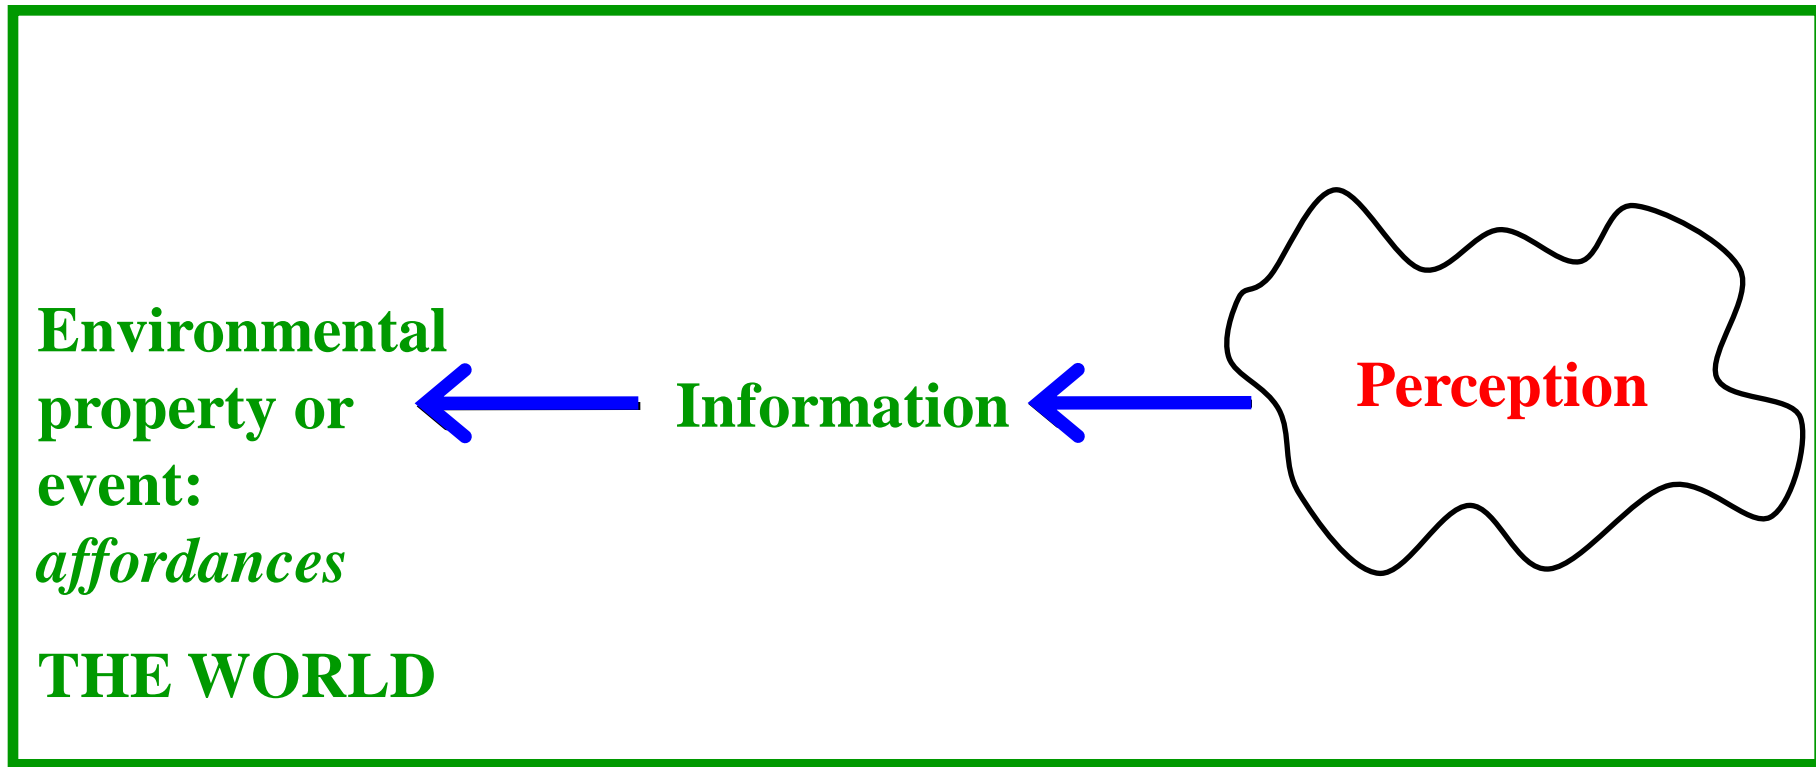 Environmental
property or
event:
affordances
THE WORLD
Information
Perception